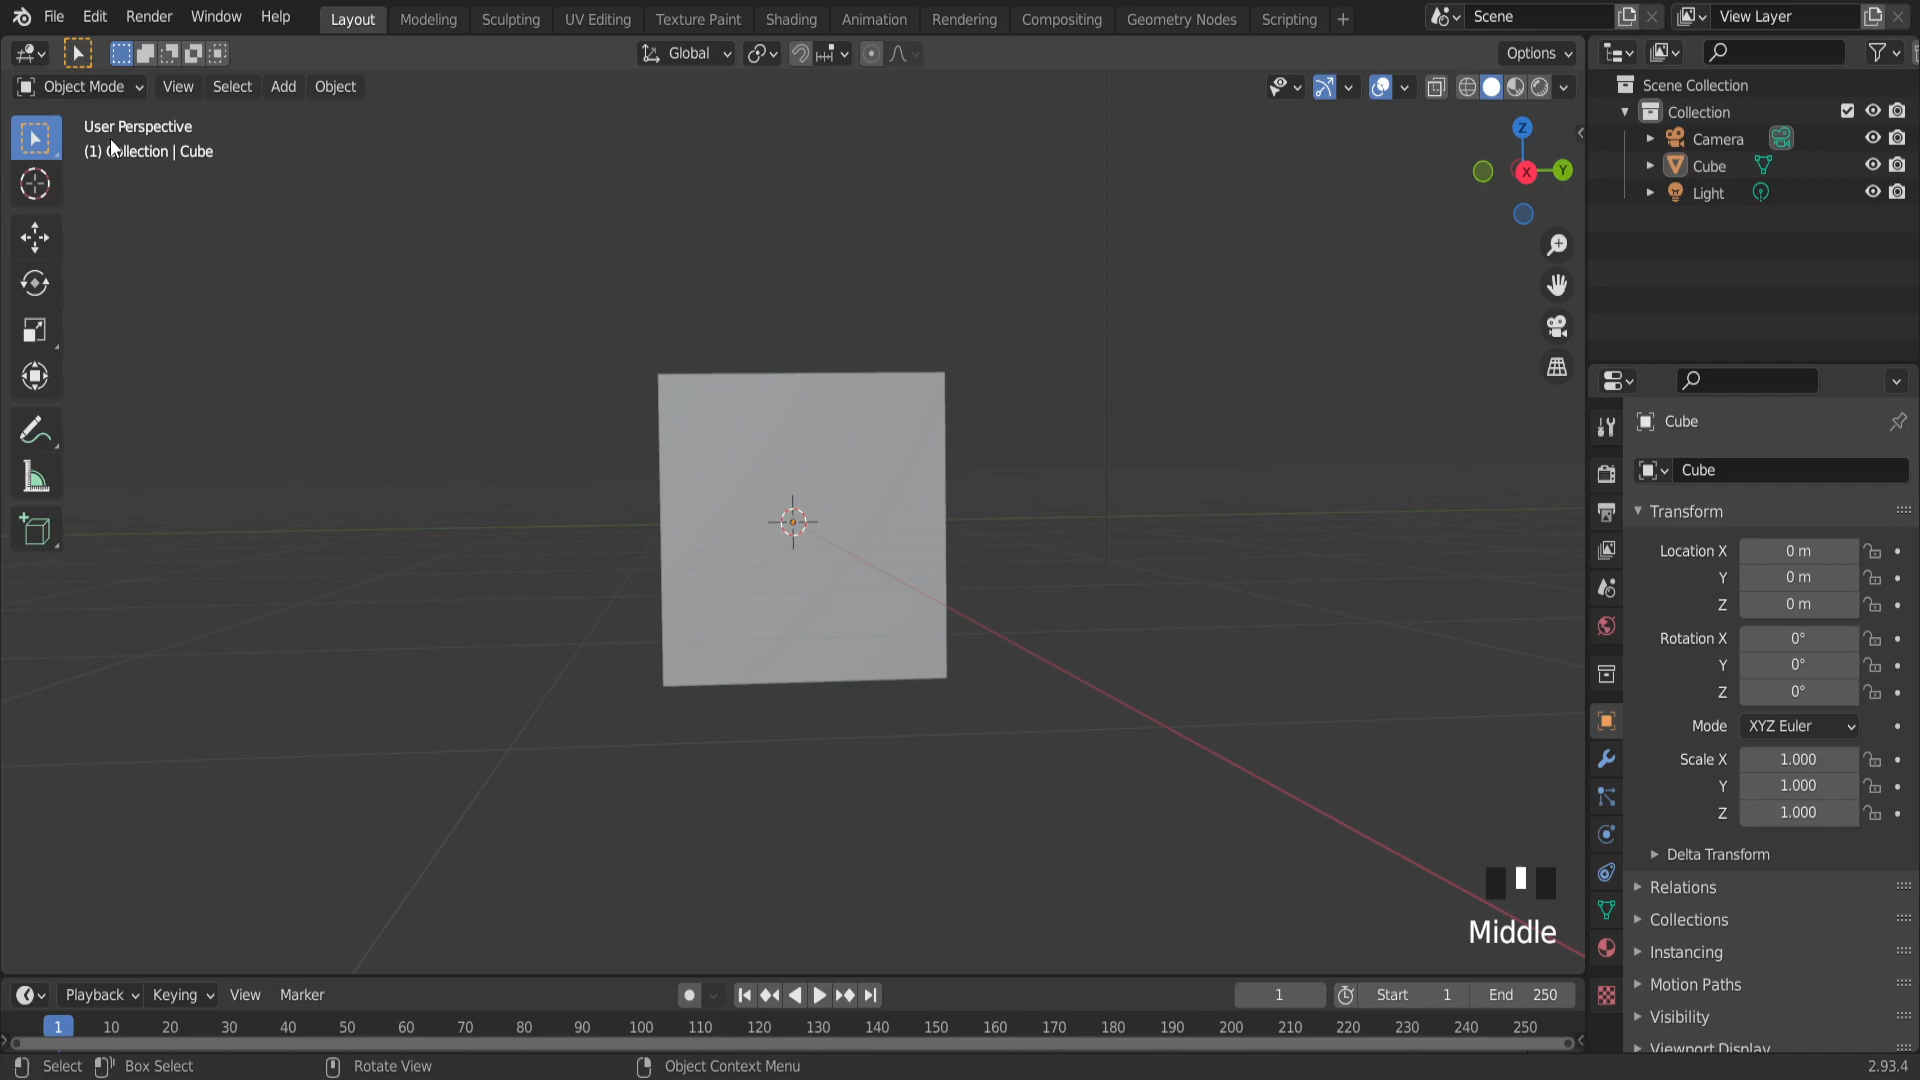 File Edit Render Window Help Layout Modeling Sculpting UV Editing Texture Paint Shading Animation Rendering Compositing Geometry Nodes Scripting + Scene View Layer
Global Options
Object Mode View Select Add Object
User Perspective
(1) Collection | Cube
Z
X
Y
Scene Collection
Collection
Camera
Cube
Light
Cube
Cube
Transform
Location X 0 m
Y 0 m
Z 0 m
Rotation X 0°
Y 0°
Z 0°
Mode XYZ Euler
Scale X 1.000
Y 1.000
Z 1.000
Delta Transform
Relations
Collections
Instancing
Motion Paths
Visibility
Viewport Display
Middle
Playback Keying View Marker 1 Start 1 End 250
1 10 20 30 40 50 60 70 80 90 100 110 120 130 140 150 160 170 180 190 200 210 220 230 240 250
Select Box Select Rotate View Object Context Menu 2.93.4